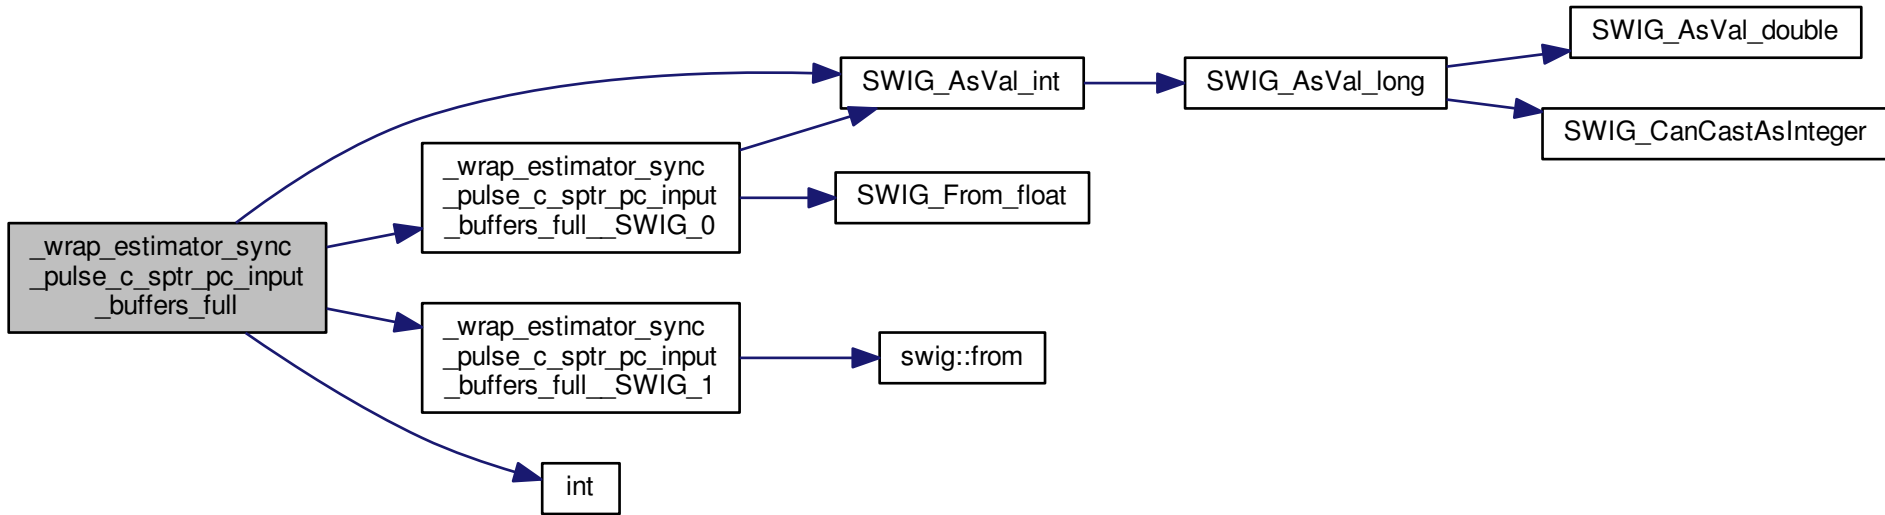 _wrap_estimator_sync
_pulse_c_sptr_pc_input
_buffers_full
_wrap_estimator_sync
_pulse_c_sptr_pc_input
_buffers_full__SWIG_0
_wrap_estimator_sync
_pulse_c_sptr_pc_input
_buffers_full__SWIG_1
int
SWIG_AsVal_int
SWIG_From_float
swig::from
SWIG_AsVal_long
SWIG_AsVal_double
SWIG_CanCastAsInteger